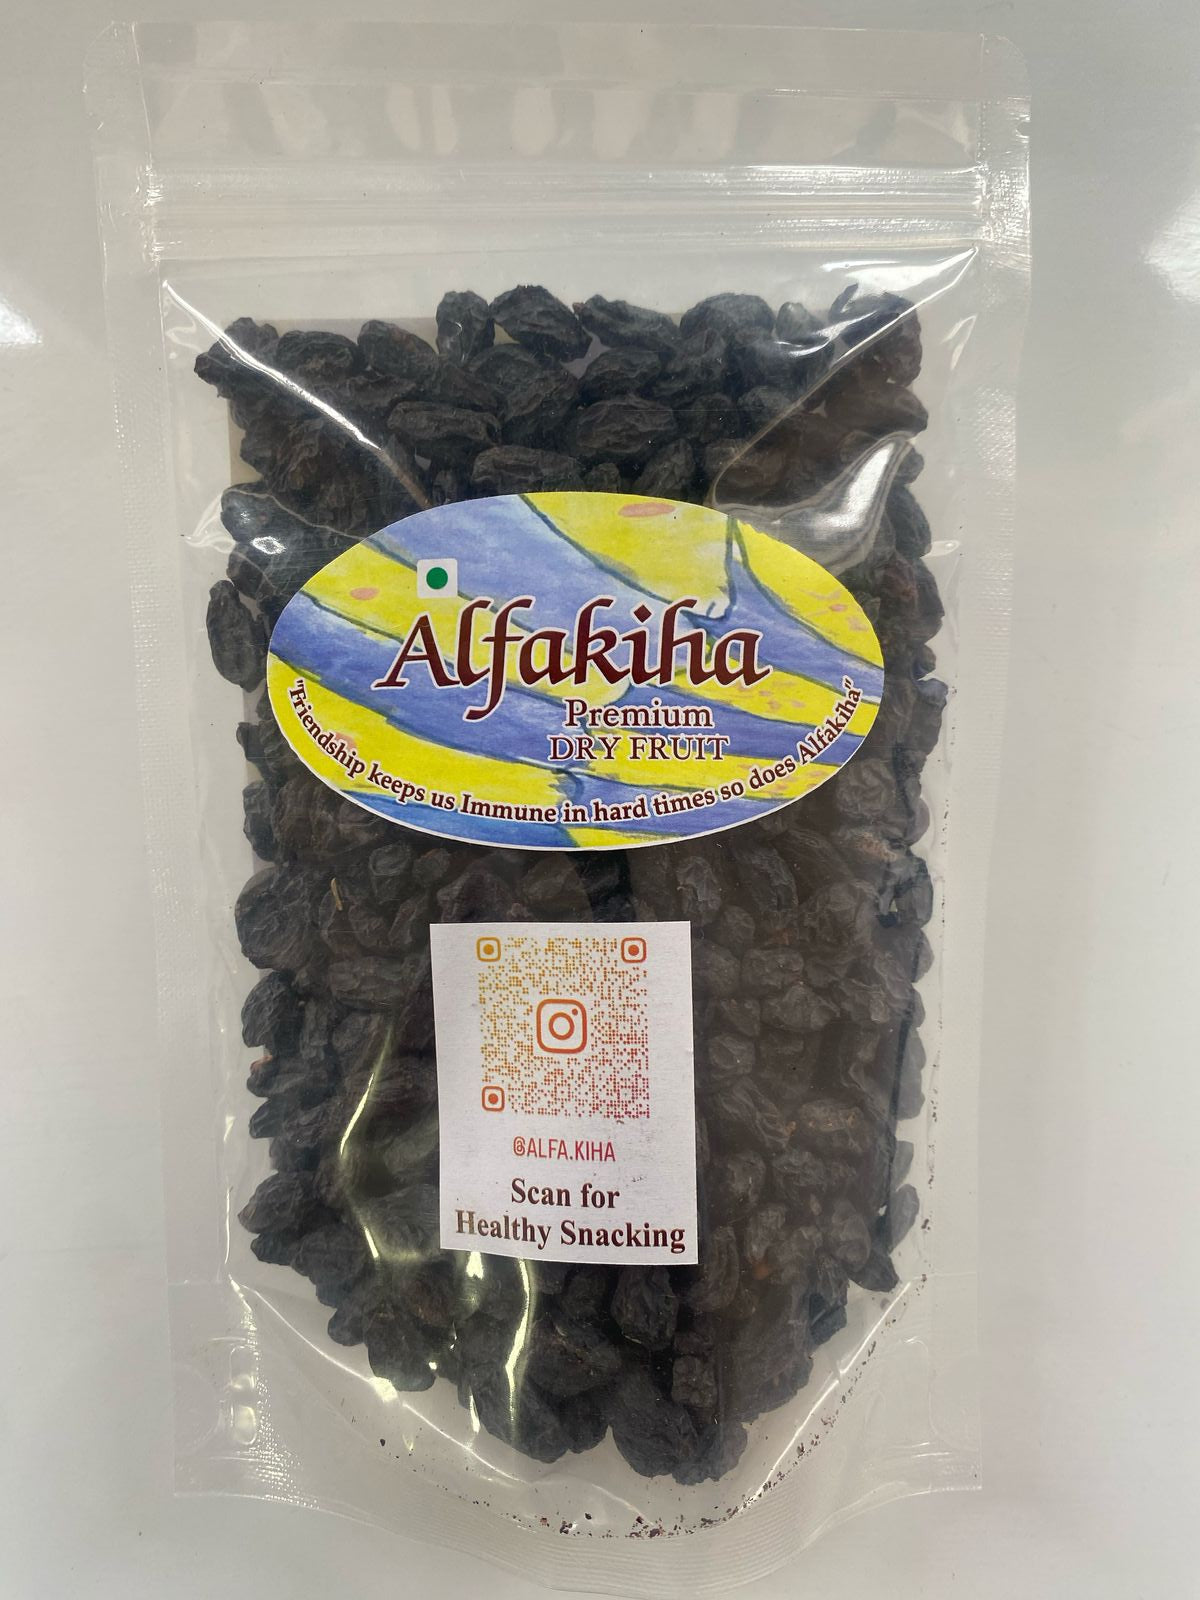 Alfakiha
Premium
DRY FRUIT
"Friendship keeps us Immune in hard times so does Alfakiha"
@ALFA.KIHA
Scan for
Healthy Snacking